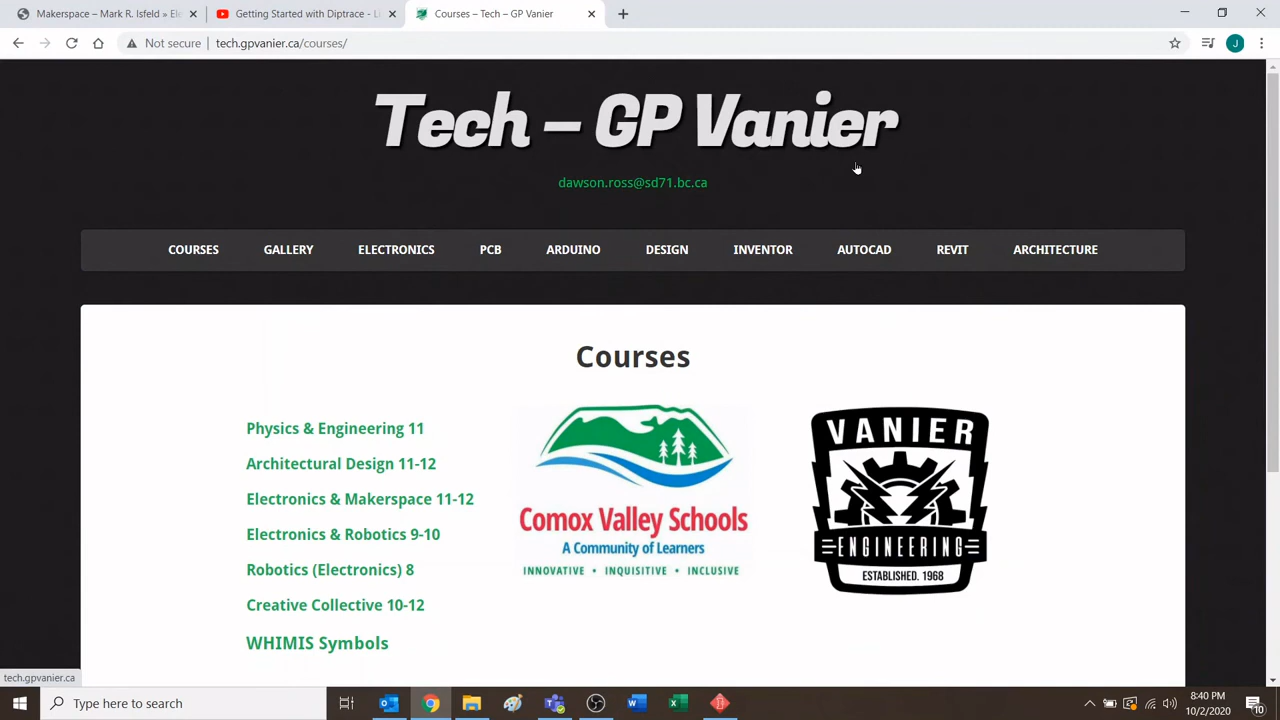 Makerspace – Mark R. Isfeld » Ele
Getting Started with Diptrace - Li
Courses – Tech – GP Vanier
Not secure
tech.gpvanier.ca/courses/
J
Tech – GP Vanier
dawson.ross@sd71.bc.ca
COURSES GALLERY ELECTRONICS PCB ARDUINO DESIGN INVENTOR AUTOCAD REVIT ARCHITECTURE
Courses
Physics & Engineering 11
Architectural Design 11-12
Electronics & Makerspace 11-12
Electronics & Robotics 9-10
Robotics (Electronics) 8
Creative Collective 10-12
WHIMIS Symbols
Comox Valley Schools
A Community of Learners
INNOVATIVE • INQUISITIVE • INCLUSIVE
VANIER
ENGINEERING
ESTABLISHED. 1968
tech.gpvanier.ca
Type here to search
8:40 PM
10/2/2020
10